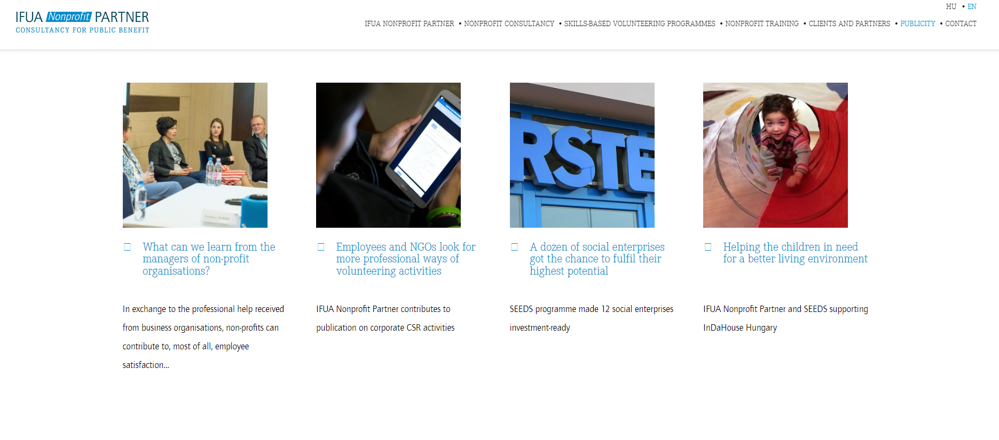 IFUA Nonprofit PARTNER
CONSULTANCY FOR PUBLIC BENEFIT
HU • EN
IFUA NONPROFIT PARTNER • NONPROFIT CONSULTANCY • SKILLS-BASED VOLUNTEERING PROGRAMMES • NONPROFIT TRAINING • CLIENTS AND PARTNERS • PUBLICITY • CONTACT
RSTE
What can we learn from the
managers of non-profit
organisations?
In exchange to the professional help received
from business organisations, non-profits can
contribute to, most of all, employee
satisfaction...
Employees and NGOs look for
more professional ways of
volunteering activities
IFUA Nonprofit Partner contributes to
publication on corporate CSR activities
A dozen of social enterprises
got the chance to fulfil their
highest potential
SEEDS programme made 12 social enterprises
investment-ready
Helping the children in need
for a better living environment
IFUA Nonprofit Partner and SEEDS supporting
InDaHouse Hungary